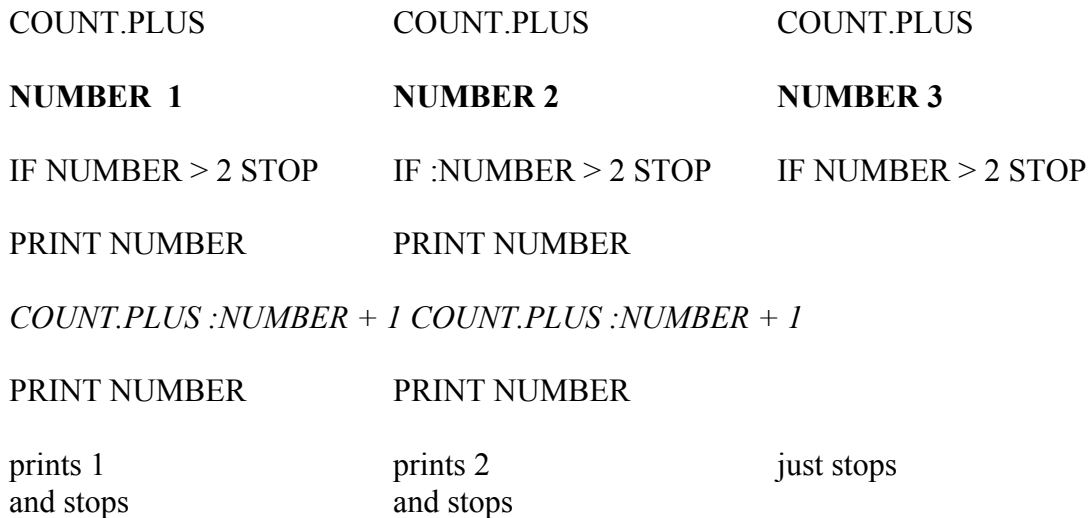 COUNT.PLUS COUNT.PLUS COUNT.PLUS
NUMBER 1 NUMBER 2 NUMBER 3
IF NUMBER > 2 STOP IF :NUMBER > 2 STOP IF NUMBER > 2 STOP
PRINT NUMBER PRINT NUMBER
COUNT.PLUS :NUMBER + 1 COUNT.PLUS :NUMBER + 1
PRINT NUMBER PRINT NUMBER
prints 1 prints 2 just stops
and stops and stops